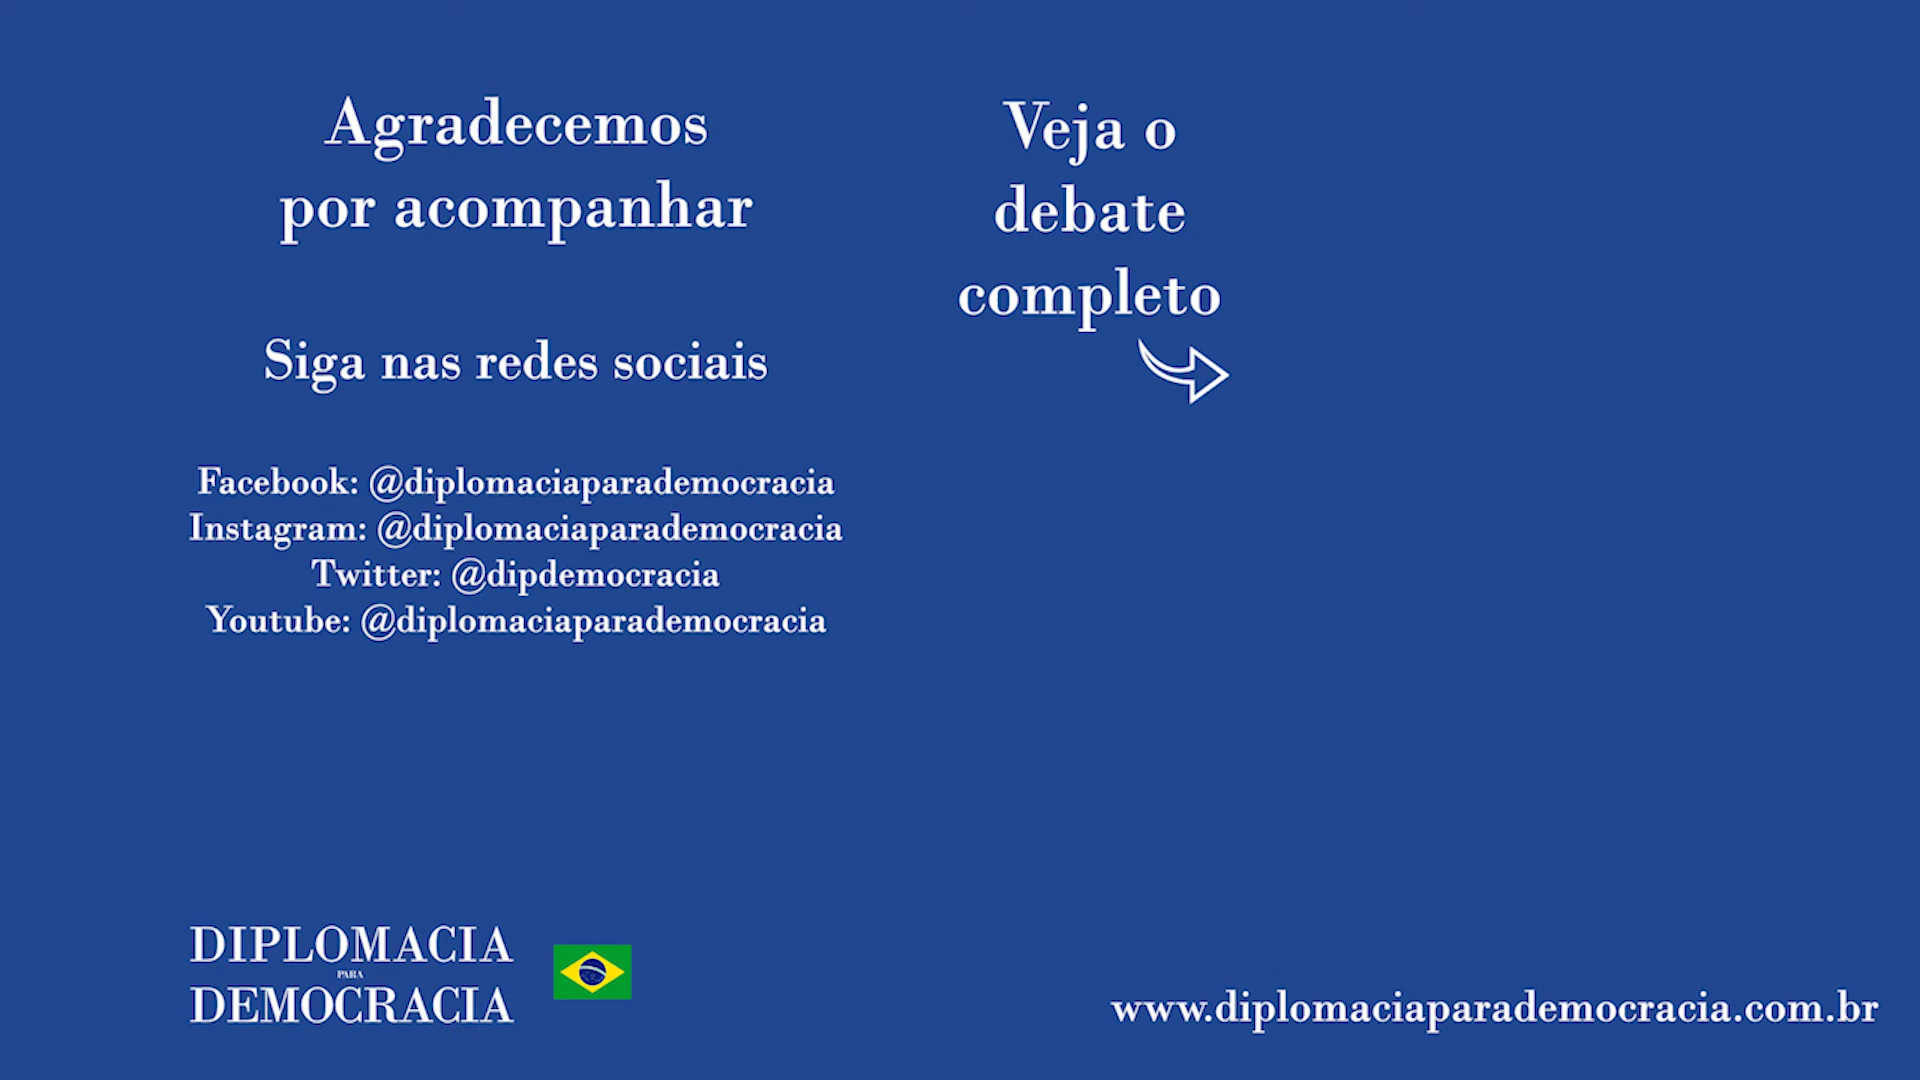 Agradecemos
por acompanhar
Siga nas redes sociais
Facebook: @diplomaciaparademocracia
Instagram: @diplomaciaparademocracia
Twitter: @dipdemocracia
Youtube: @diplomaciaparademocracia
Veja o
debate
completo
DIPLOMACIA
PARA
DEMOCRACIA
www.diplomaciaparademocracia.com.br